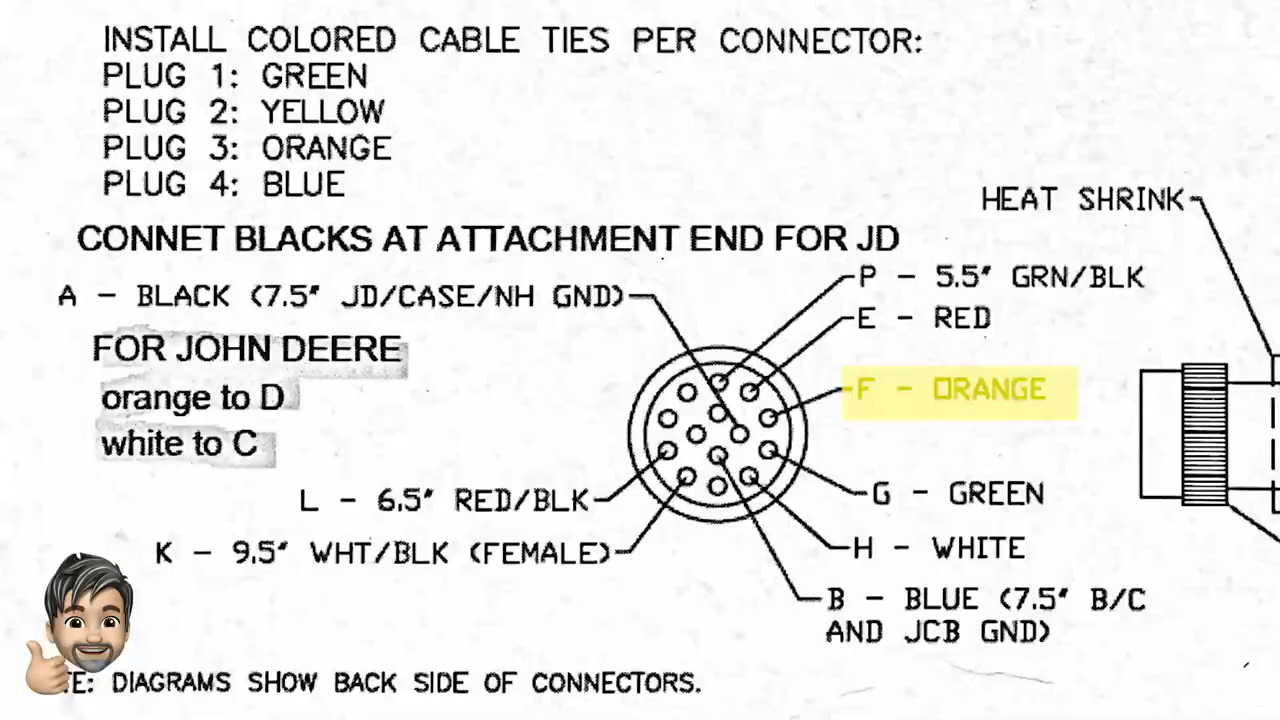 INSTALL COLORED CABLE TIES PER CONNECTOR:
PLUG 1: GREEN
PLUG 2: YELLOW
PLUG 3: ORANGE
PLUG 4: BLUE
HEAT SHRINK
CONNET BLACKS AT ATTACHMENT END FOR JD
A - BLACK (7.5" JD/CASE/NH GND)
P - 5.5" GRN/BLK
E - RED
FOR JOHN DEERE
orange to D
white to C
F - ORANGE
L - 6.5" RED/BLK
G - GREEN
K - 9.5" WHT/BLK (FEMALE)
H - WHITE
B - BLUE (7.5" B/C
AND JCB GND)
E: DIAGRAMS SHOW BACK SIDE OF CONNECTORS.